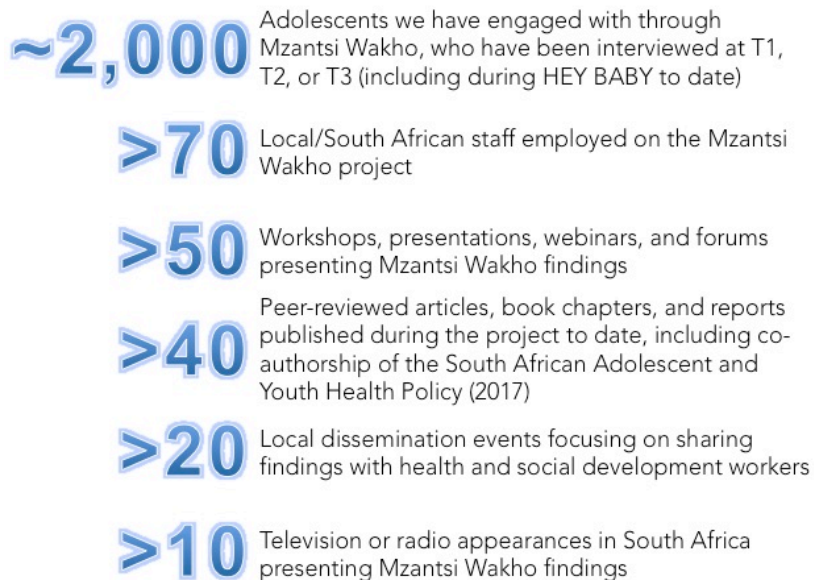 ~2,000
Adolescents we have engaged with through
Mzantsi Wakho, who have been interviewed at T1,
T2, or T3 (including during HEY BABY to date)
>70
Local/South African staff employed on the Mzantsi
Wakho project
>50
Workshops, presentations, webinars, and forums
presenting Mzantsi Wakho findings
>40
Peer-reviewed articles, book chapters, and reports
published during the project to date, including co-
authorship of the South African Adolescent and
Youth Health Policy (2017)
>20
Local dissemination events focusing on sharing
findings with health and social development workers
>10
Television or radio appearances in South Africa
presenting Mzantsi Wakho findings